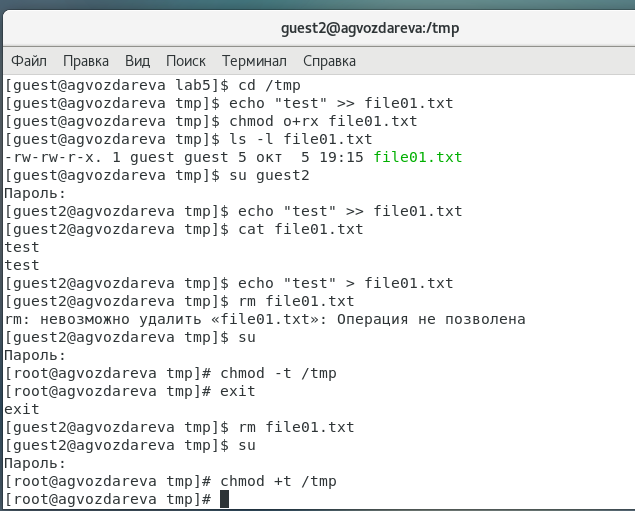 guest2@agvozdareva:/tmp
Файл Правка Вид Поиск Терминал Справка
[guest@agvozdareva lab5]$ cd /tmp
[guest@agvozdareva tmp]$ echo "test" >> file01.txt
[guest@agvozdareva tmp]$ chmod o+rx file01.txt
[guest@agvozdareva tmp]$ ls -l file01.txt
-rw-rw-r-x. 1 guest guest 5 окт  5 19:15 file01.txt
[guest@agvozdareva tmp]$ su guest2
Пароль:
[guest2@agvozdareva tmp]$ echo "test" >> file01.txt
[guest2@agvozdareva tmp]$ cat file01.txt
test
test
[guest2@agvozdareva tmp]$ echo "test" > file01.txt
[guest2@agvozdareva tmp]$ rm file01.txt
rm: невозможно удалить «file01.txt»: Операция не позволена
[guest2@agvozdareva tmp]$ su
Пароль:
[root@agvozdareva tmp]# chmod -t /tmp
[root@agvozdareva tmp]# exit
exit
[guest2@agvozdareva tmp]$ rm file01.txt
[guest2@agvozdareva tmp]$ su
Пароль:
[root@agvozdareva tmp]# chmod +t /tmp
[root@agvozdareva tmp]#